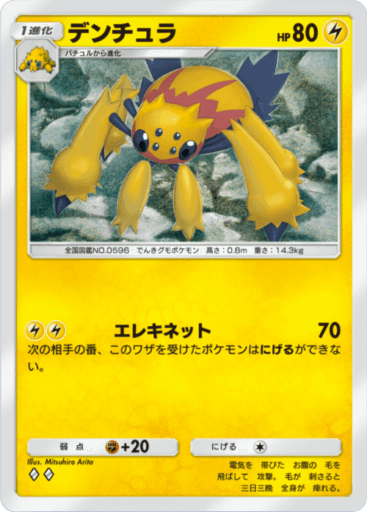 1進化
デンチュラ
HP 80
バチュルから進化
全国図鑑NO.0596 でんきグモポケモン 高さ：0.8m 重さ：14.3kg
エレキネット 70
次の相手の番、このワザを受けたポケモンはにげるができな
い。
弱点 +20 にげる
Illus. Mitsuhiro Arita
電気を 帯びた お腹の 毛を
飛ばして 攻撃。 毛が 刺さると
三日三晩 全身が 痺れる。